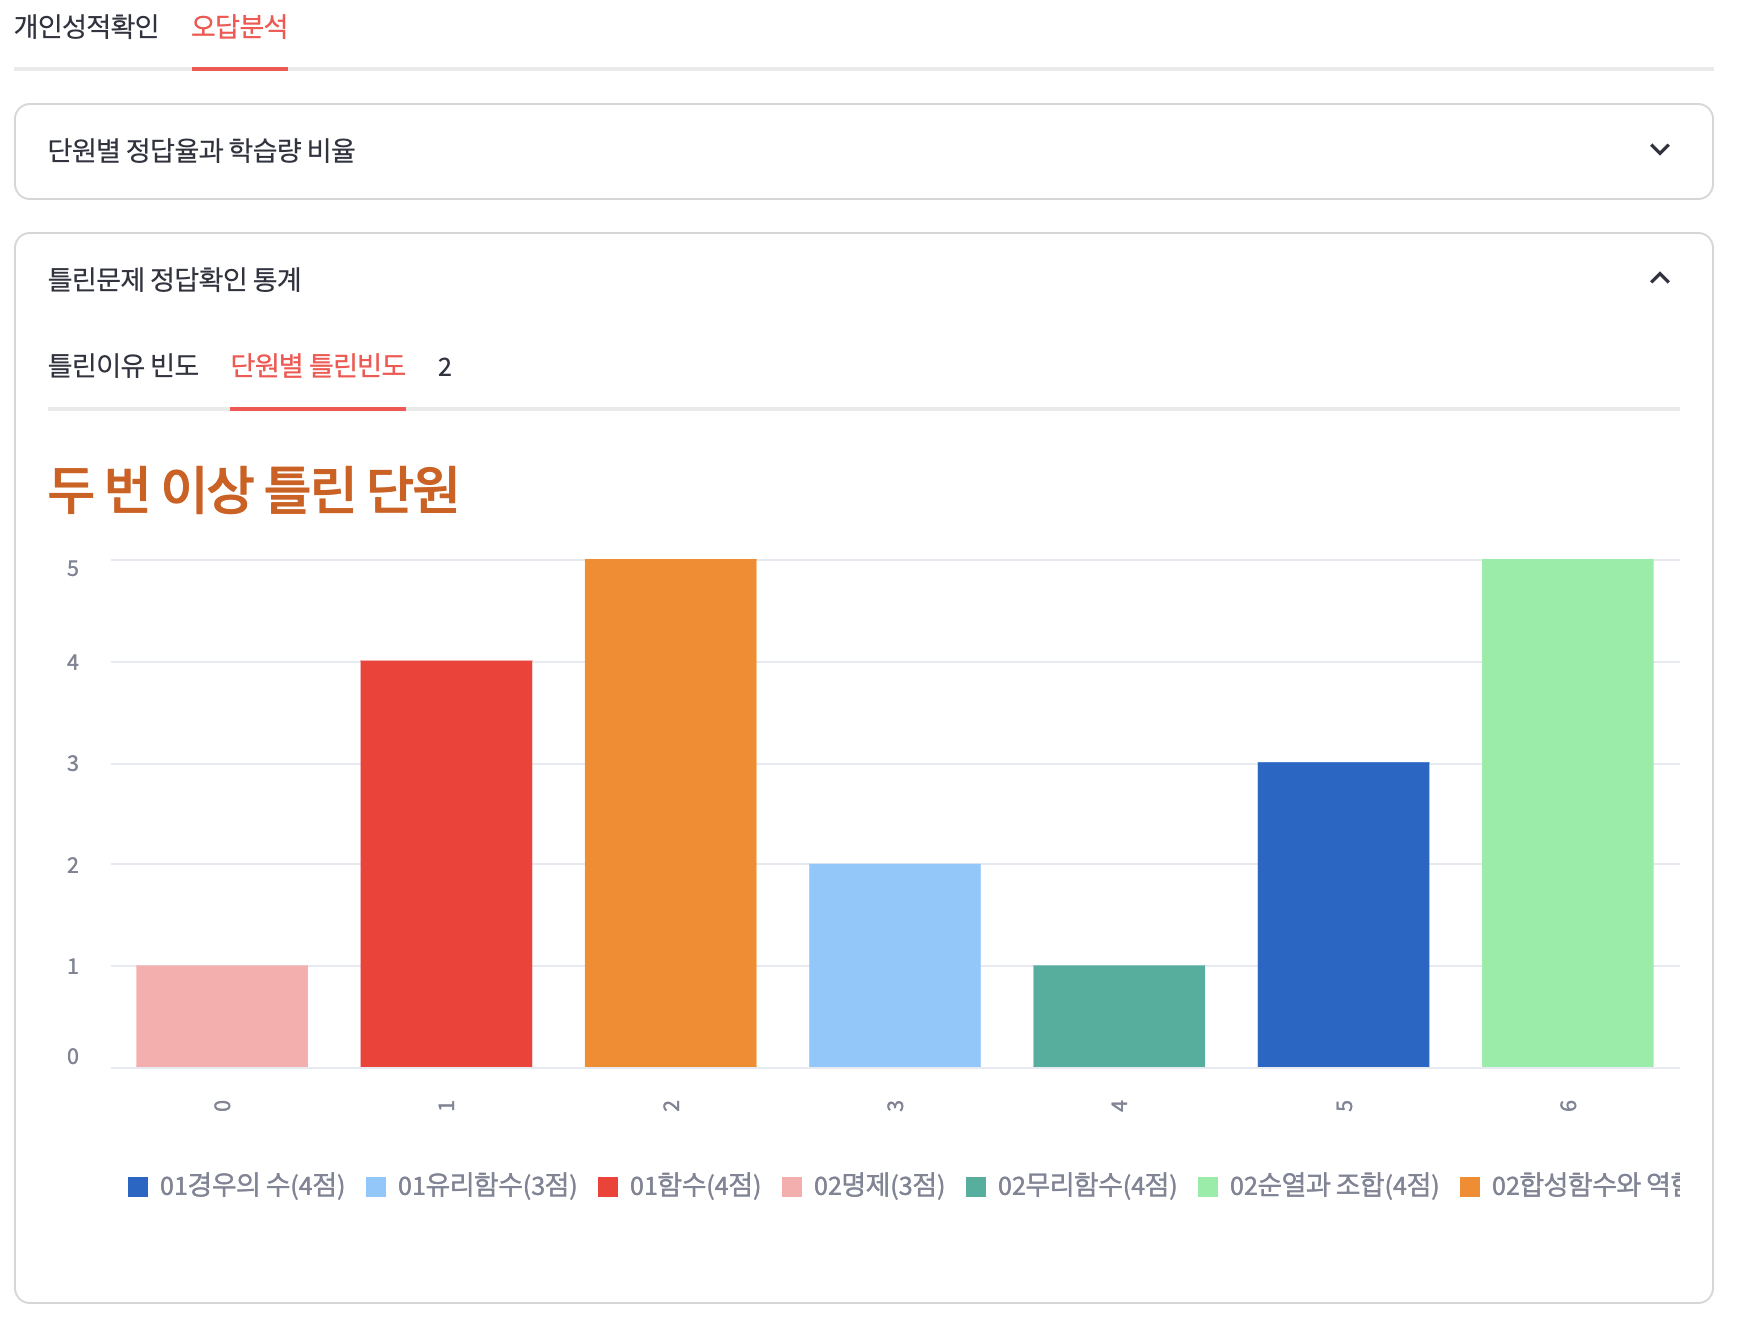 개인성적확인 오답분석
단원별 정답율과 학습량 비율
틀린문제 정답확인 통계
틀린이유 빈도 단원별 틀린빈도 2
두 번 이상 틀린 단원
5
4
3
2
1
0
0 1 2 3 4 5 6
01경우의 수(4점) 01유리함수(3점) 01함수(4점) 02명제(3점) 02무리함수(4점) 02순열과 조합(4점) 02합성함수와